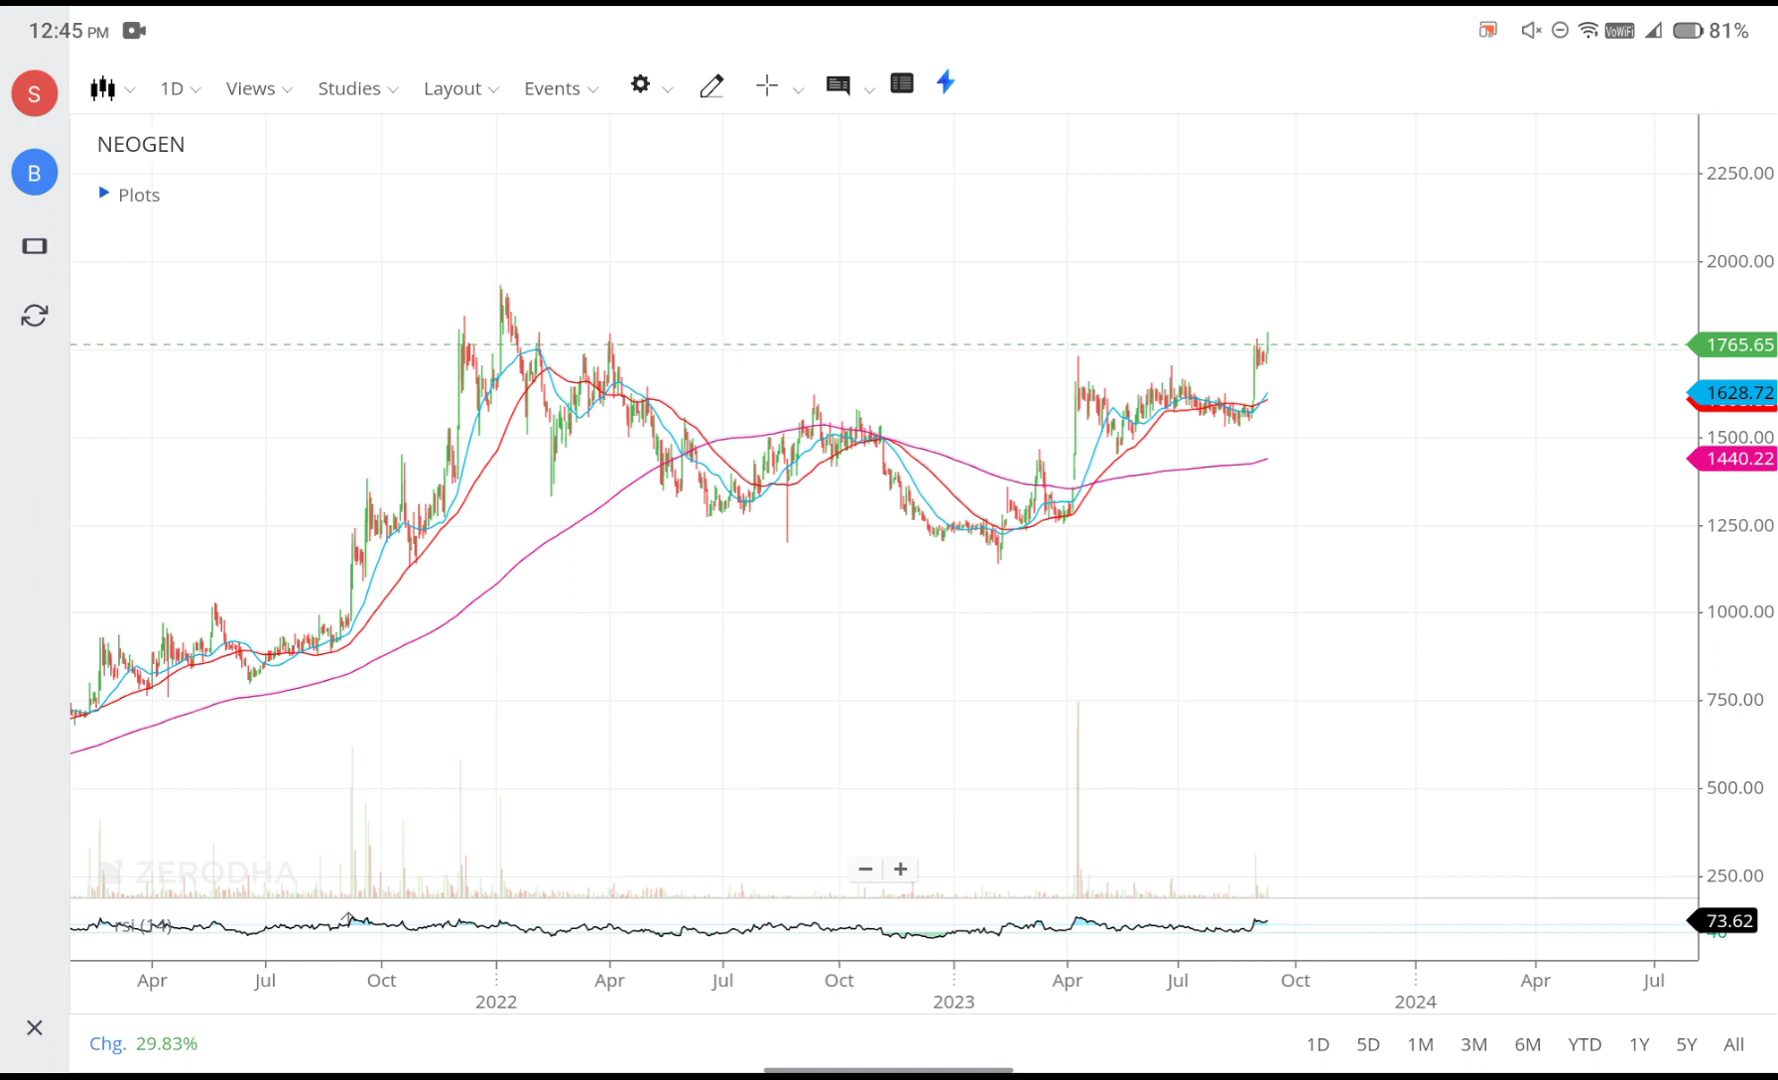 12:45 PM
VoWiFi 81%
S
B
1D Views Studies Layout Events
NEOGEN
Plots
2250.00
2000.00
1765.65
1628.72
1500.00
1440.22
1250.00
1000.00
750.00
500.00
250.00
ZERODHA
− +
rsi (14)
73.62
Apr Jul Oct 2022 Apr Jul Oct 2023 Apr Jul Oct 2024 Apr Jul
Chg. 29.83%
1D 5D 1M 3M 6M YTD 1Y 5Y All